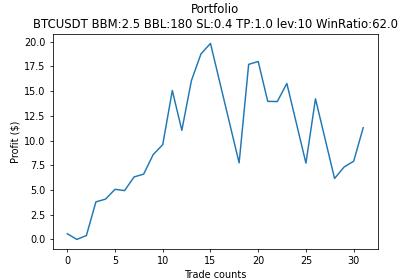 Portfolio
BTCUSDT BBM:2.5 BBL:180 SL:0.4 TP:1.0 lev:10 WinRatio:62.0
20.0
17.5
15.0
12.5
10.0
7.5
5.0
2.5
0.0
Profit ($)
0 5 10 15 20 25 30
Trade counts